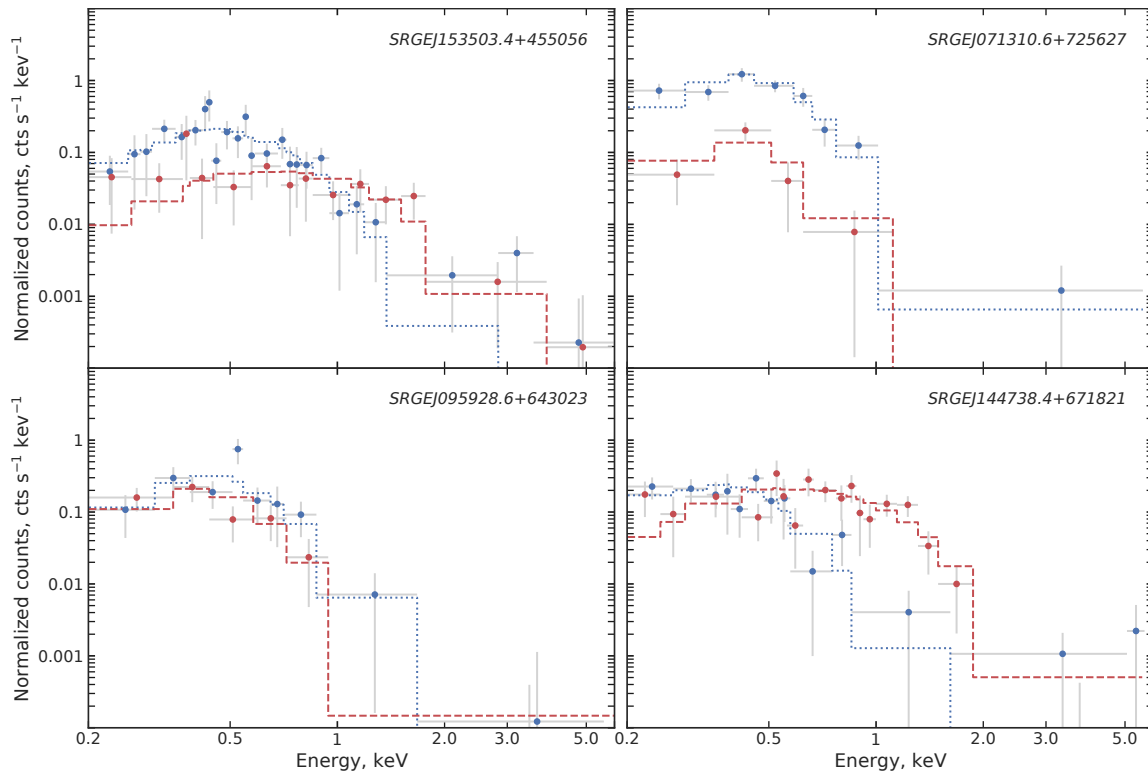 SRGEJ153503.4+455056
SRGEJ071310.6+725627
Normalized counts, cts s⁻¹ keV⁻¹
1
0.1
0.01
0.001
SRGEJ095928.6+643023
SRGEJ144738.4+671821
Normalized counts, cts s⁻¹ keV⁻¹
1
0.1
0.01
0.001
0.2 0.5 1 2.0 3.0 5.0 0.2 0.5 1 2.0 3.0 5.0
Energy, keV Energy, keV